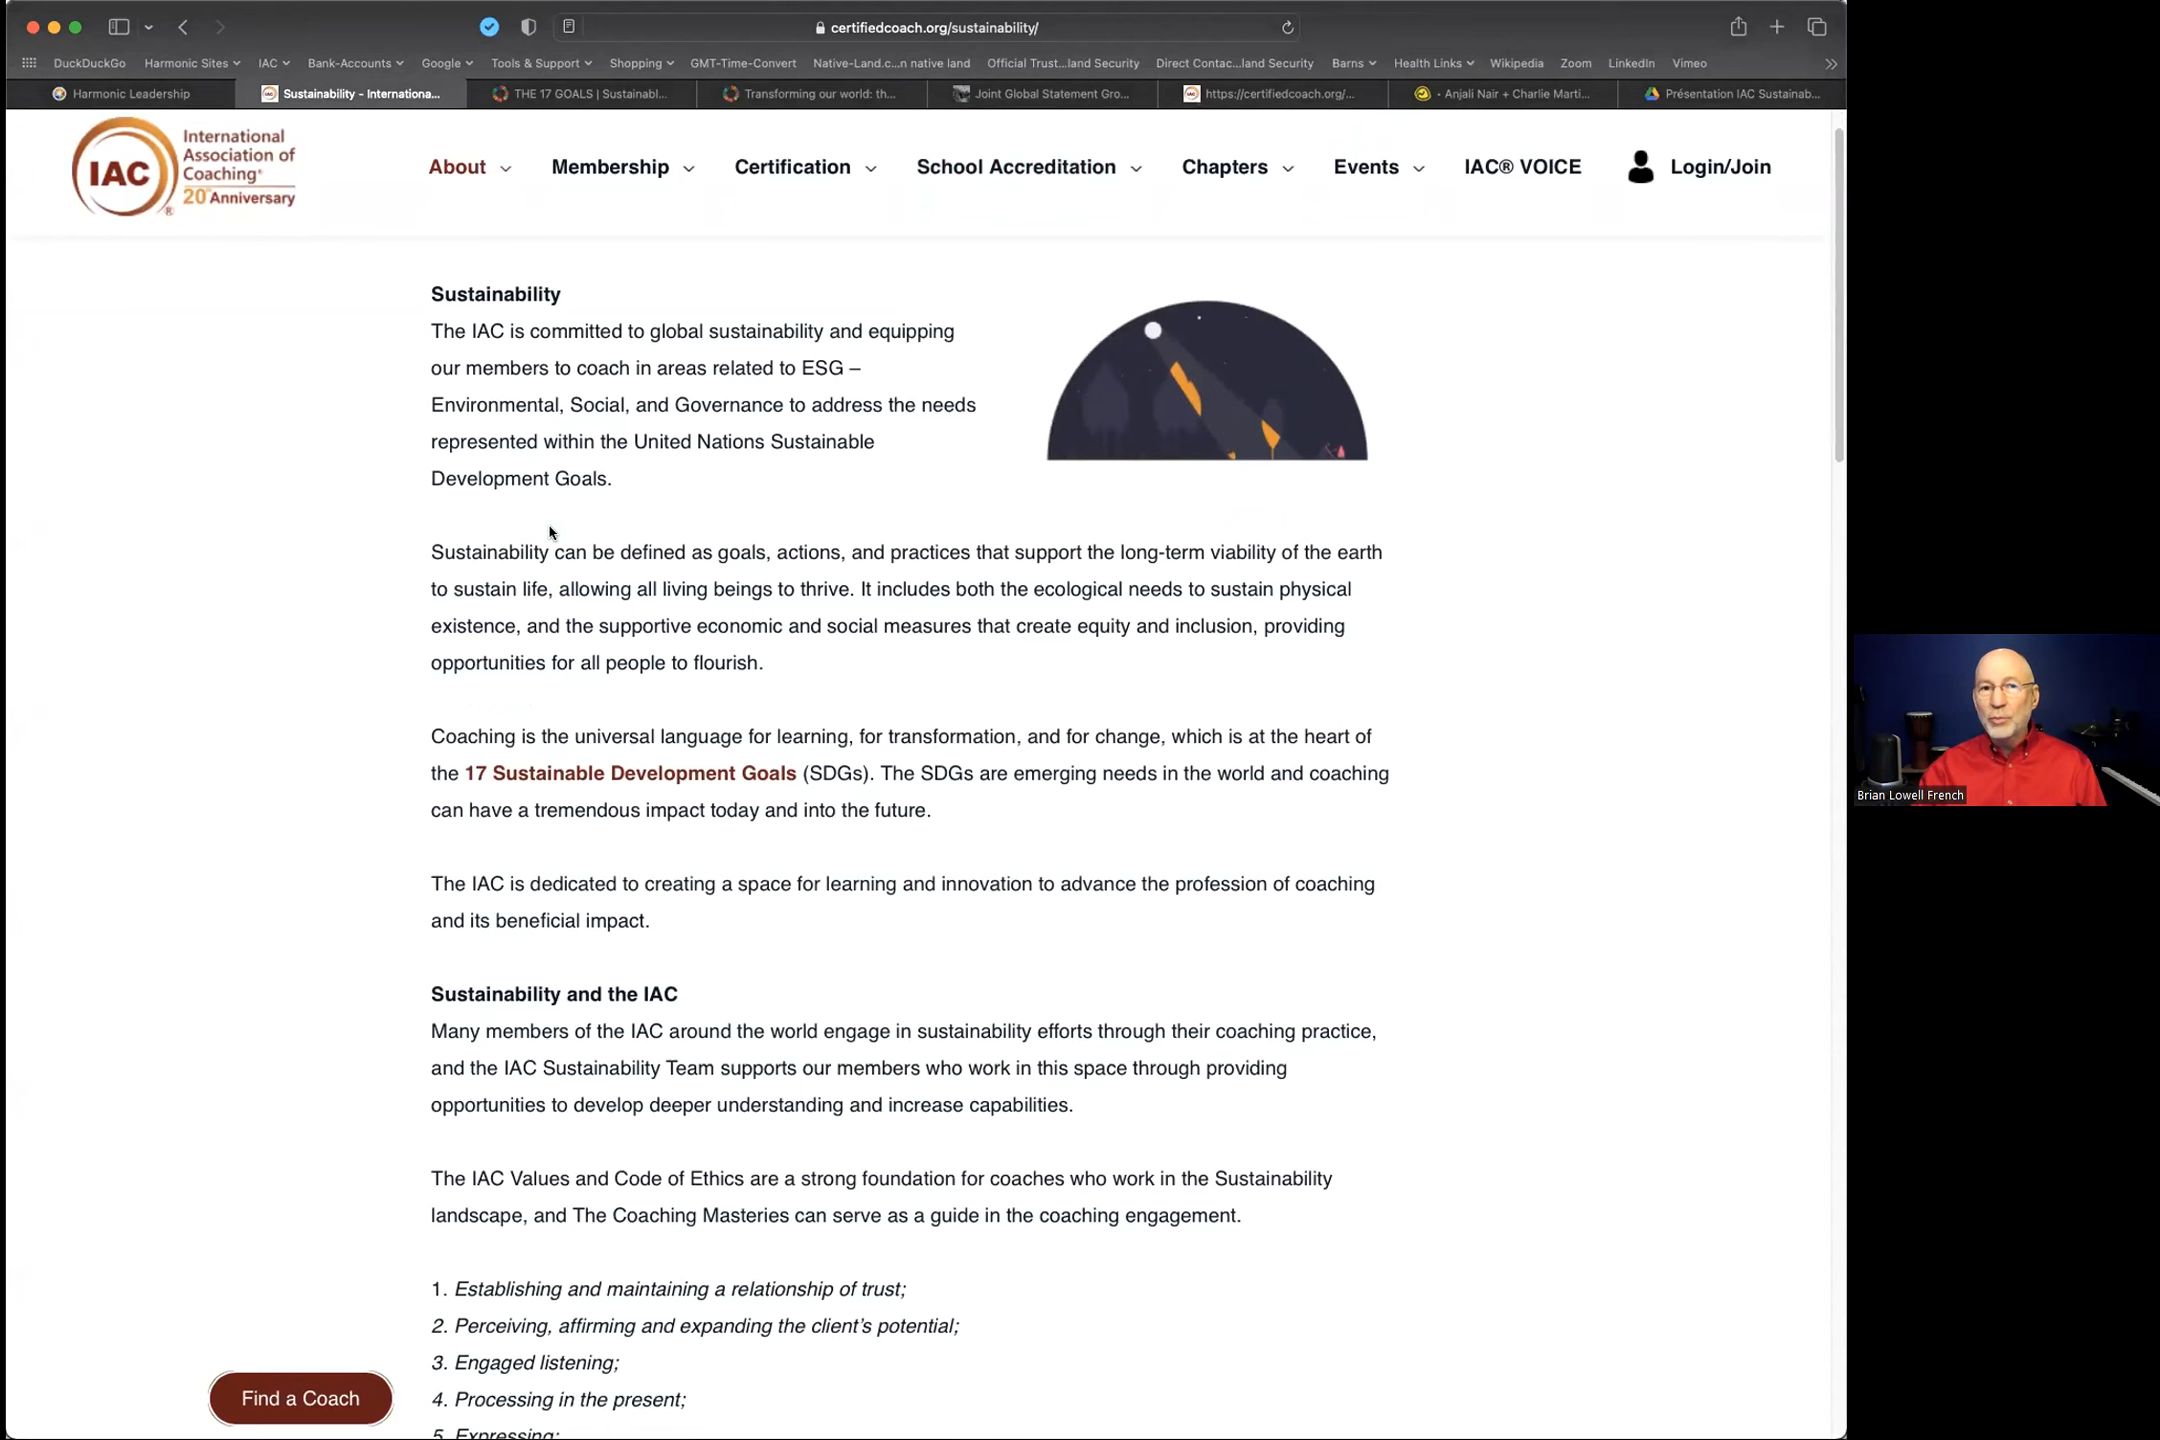 certifiedcoach.org/sustainability/
DuckDuckGo
Harmonic Sites
IAC
Bank-Accounts
Google
Tools & Support
Shopping
GMT-Time-Convert
Native-Land.c...n native land
Official Trust...land Security
Direct Contac...land Security
Barns
Health Links
Wikipedia
Zoom
LinkedIn
Vimeo
Harmonic Leadership
Sustainability - Internationa...
THE 17 GOALS | Sustainabl...
Transforming our world: th...
Joint Global Statement Gro...
https://certifiedcoach.org/...
• Anjali Nair + Charlie Marti...
Présentation IAC Sustainab...
IAC
®
International
Association of
Coaching®
20th Anniversary
About
Membership
Certification
School Accreditation
Chapters
Events
IAC® VOICE
Login/Join
Sustainability
The IAC is committed to global sustainability and equipping
our members to coach in areas related to ESG –
Environmental, Social, and Governance to address the needs
represented within the United Nations Sustainable
Development Goals.
Sustainability can be defined as goals, actions, and practices that support the long-term viability of the earth
to sustain life, allowing all living beings to thrive. It includes both the ecological needs to sustain physical
existence, and the supportive economic and social measures that create equity and inclusion, providing
opportunities for all people to flourish.
Coaching is the universal language for learning, for transformation, and for change, which is at the heart of
the 17 Sustainable Development Goals (SDGs). The SDGs are emerging needs in the world and coaching
can have a tremendous impact today and into the future.
The IAC is dedicated to creating a space for learning and innovation to advance the profession of coaching
and its beneficial impact.
Sustainability and the IAC
Many members of the IAC around the world engage in sustainability efforts through their coaching practice,
and the IAC Sustainability Team supports our members who work in this space through providing
opportunities to develop deeper understanding and increase capabilities.
The IAC Values and Code of Ethics are a strong foundation for coaches who work in the Sustainability
landscape, and The Coaching Masteries can serve as a guide in the coaching engagement.
1. Establishing and maintaining a relationship of trust;
2. Perceiving, affirming and expanding the client's potential;
3. Engaged listening;
4. Processing in the present;
5. Expressing;
Find a Coach
Brian Lowell French